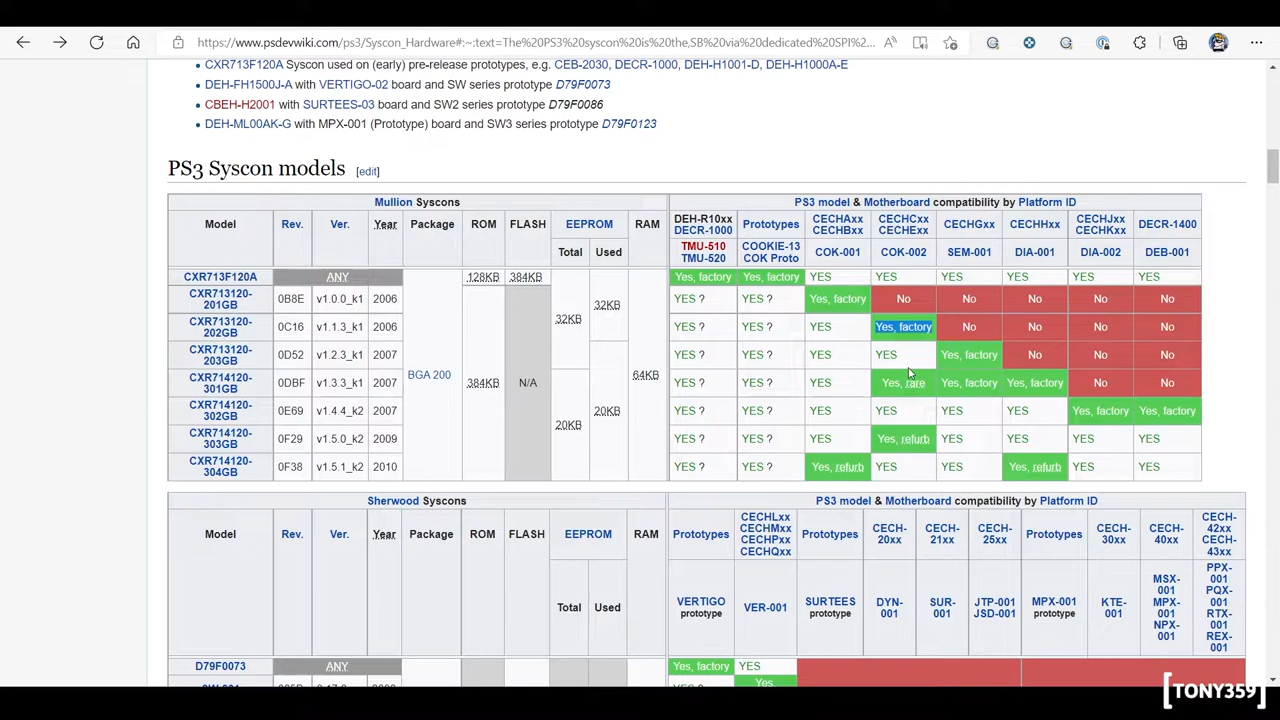 https://www.psdevwiki.com/ps3/Syscon_Hardware#:~:text=The%20PS3%20syscon%20is%20the,SB%20via%20dedicated%20SPI%...
CXR713F120A Syscon used on (early) pre-release prototypes, e.g. CEB-2030, DECR-1000, DEH-H1001-D, DEH-H1000A-E
DEH-FH1500J-A with VERTIGO-02 board and SW series prototype D79F0073
CBEH-H2001 with SURTEES-03 board and SW2 series prototype D79F0086
DEH-ML00AK-G with MPX-001 (Prototype) board and SW3 series prototype D79F0123
PS3 Syscon models [edit]
Mullion Syscons PS3 model & Motherboard compatibility by Platform ID
Model Rev. Ver. Year Package ROM FLASH EEPROM RAM DEH-R10xx DECR-1000 Prototypes CECHAxx CECHBxx CECHCxx CECHExx CECHGxx CECHHxx CECHJxx CECHKxx DECR-1400
Total Used TMU-510 TMU-520 COOKIE-13 COK Proto COK-001 COK-002 SEM-001 DIA-001 DIA-002 DEB-001
CXR713F120A ANY 128KB 384KB 32KB 32KB 64KB Yes, factory Yes, factory YES YES YES YES YES YES
CXR713120-201GB 0B8E v1.0.0_k1 2006 BGA 200 384KB N/A YES ? YES ? Yes, factory No No No No No
CXR713120-202GB 0C16 v1.1.3_k1 2006 YES ? YES ? YES Yes, factory No No No No
CXR713120-203GB 0D52 v1.2.3_k1 2007 20KB YES ? YES ? YES YES Yes, factory No No No
CXR714120-301GB 0DBF v1.3.3_k1 2007 20KB YES ? YES ? YES Yes, rare Yes, factory Yes, factory No No
CXR714120-302GB 0E69 v1.4.4_k2 2007 YES ? YES ? YES YES YES YES Yes, factory Yes, factory
CXR714120-303GB 0F29 v1.5.0_k2 2009 YES ? YES ? YES Yes, refurb YES YES YES YES
CXR714120-304GB 0F38 v1.5.1_k2 2010 YES ? YES ? Yes, refurb YES YES Yes, refurb YES YES
Sherwood Syscons PS3 model & Motherboard compatibility by Platform ID
Model Rev. Ver. Year Package ROM FLASH EEPROM RAM Prototypes CECHLxx CECHMxx CECHPxx CECHQxx Prototypes CECH-20xx CECH-21xx CECH-25xx Prototypes CECH-30xx CECH-40xx CECH-42xx CECH-43xx
Total Used VERTIGO prototype VER-001 SURTEES prototype DYN-001 SUR-001 JTP-001 JSD-001 MPX-001 prototype KTE-001 MSX-001 MPX-001 NPX-001 PPX-001 PQX-001 RTX-001 REX-001
D79F0073 ANY Yes, factory YES
Yes,
[TONY359]